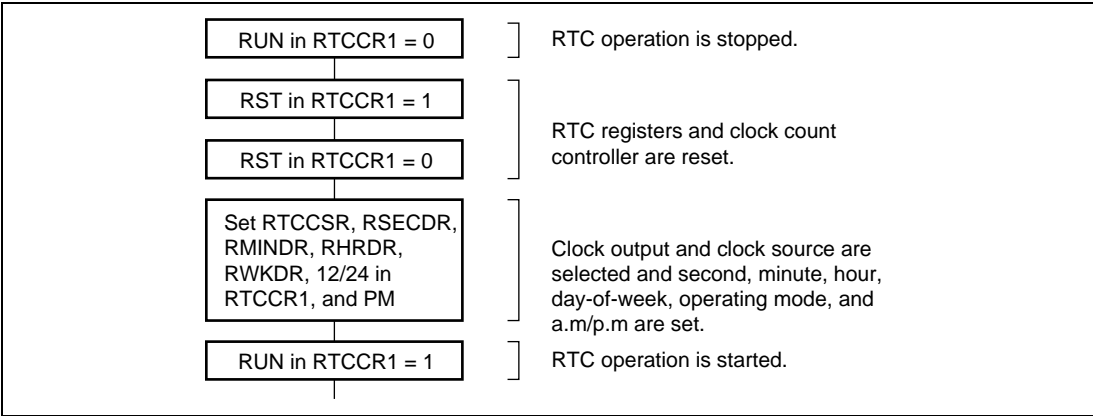 RUN in RTCCR1 = 0
RTC operation is stopped.
RST in RTCCR1 = 1
RST in RTCCR1 = 0
RTC registers and clock count
controller are reset.
Set RTCCSR, RSECDR,
RMINDR, RHRDR,
RWKDR, 12/24 in
RTCCR1, and PM
Clock output and clock source are
selected and second, minute, hour,
day-of-week, operating mode, and
a.m/p.m are set.
RUN in RTCCR1 = 1
RTC operation is started.